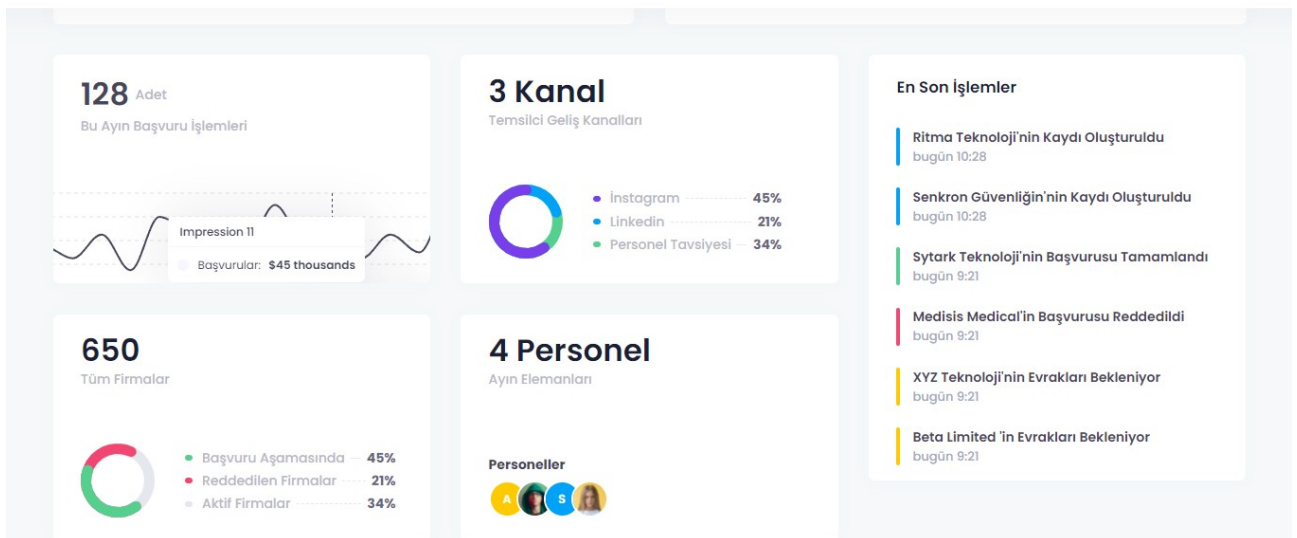 128 Adet
Bu Ayın Başvuru İşlemleri
Impression 11
Başvurular: $45 thousands
3 Kanal
Temsilci Geliş Kanalları
İnstagram 45%
Linkedin 21%
Personel Tavsiyesi 34%
En Son İşlemler
Ritma Teknoloji'nin Kaydı Oluşturuldu
bugün 10:28
Senkron Güvenliğin'nin Kaydı Oluşturuldu
bugün 10:28
Sytark Teknoloji'nin Başvurusu Tamamlandı
bugün 9:21
Medisis Medical'in Başvurusu Reddedildi
bugün 9:21
XYZ Teknoloji'nin Evrakları Bekleniyor
bugün 9:21
Beta Limited 'in Evrakları Bekleniyor
bugün 9:21
650
Tüm Firmalar
Başvuru Aşamasında 45%
Reddedilen Firmalar 21%
Aktif Firmalar 34%
4 Personel
Ayın Elemanları
Personeller
A S